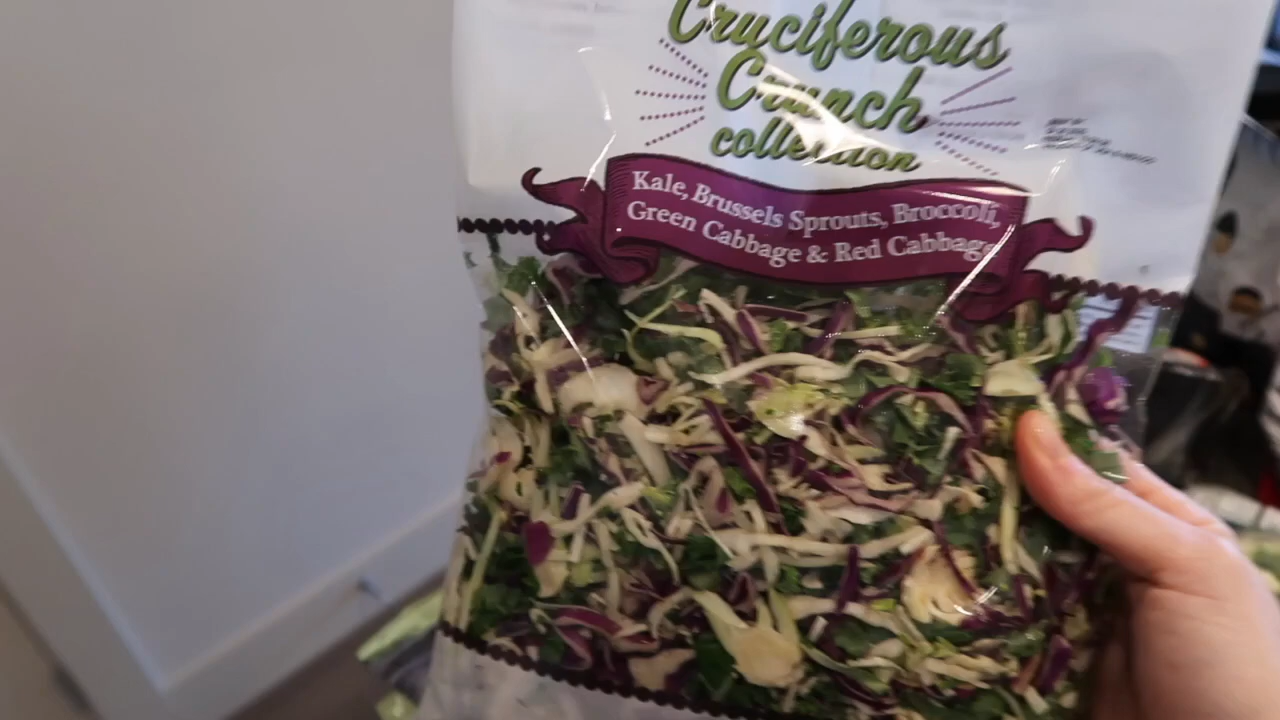 Cruciferous
Crunch
collection
Kale, Brussels Sprouts, Broccoli,
Green Cabbage & Red Cabbage